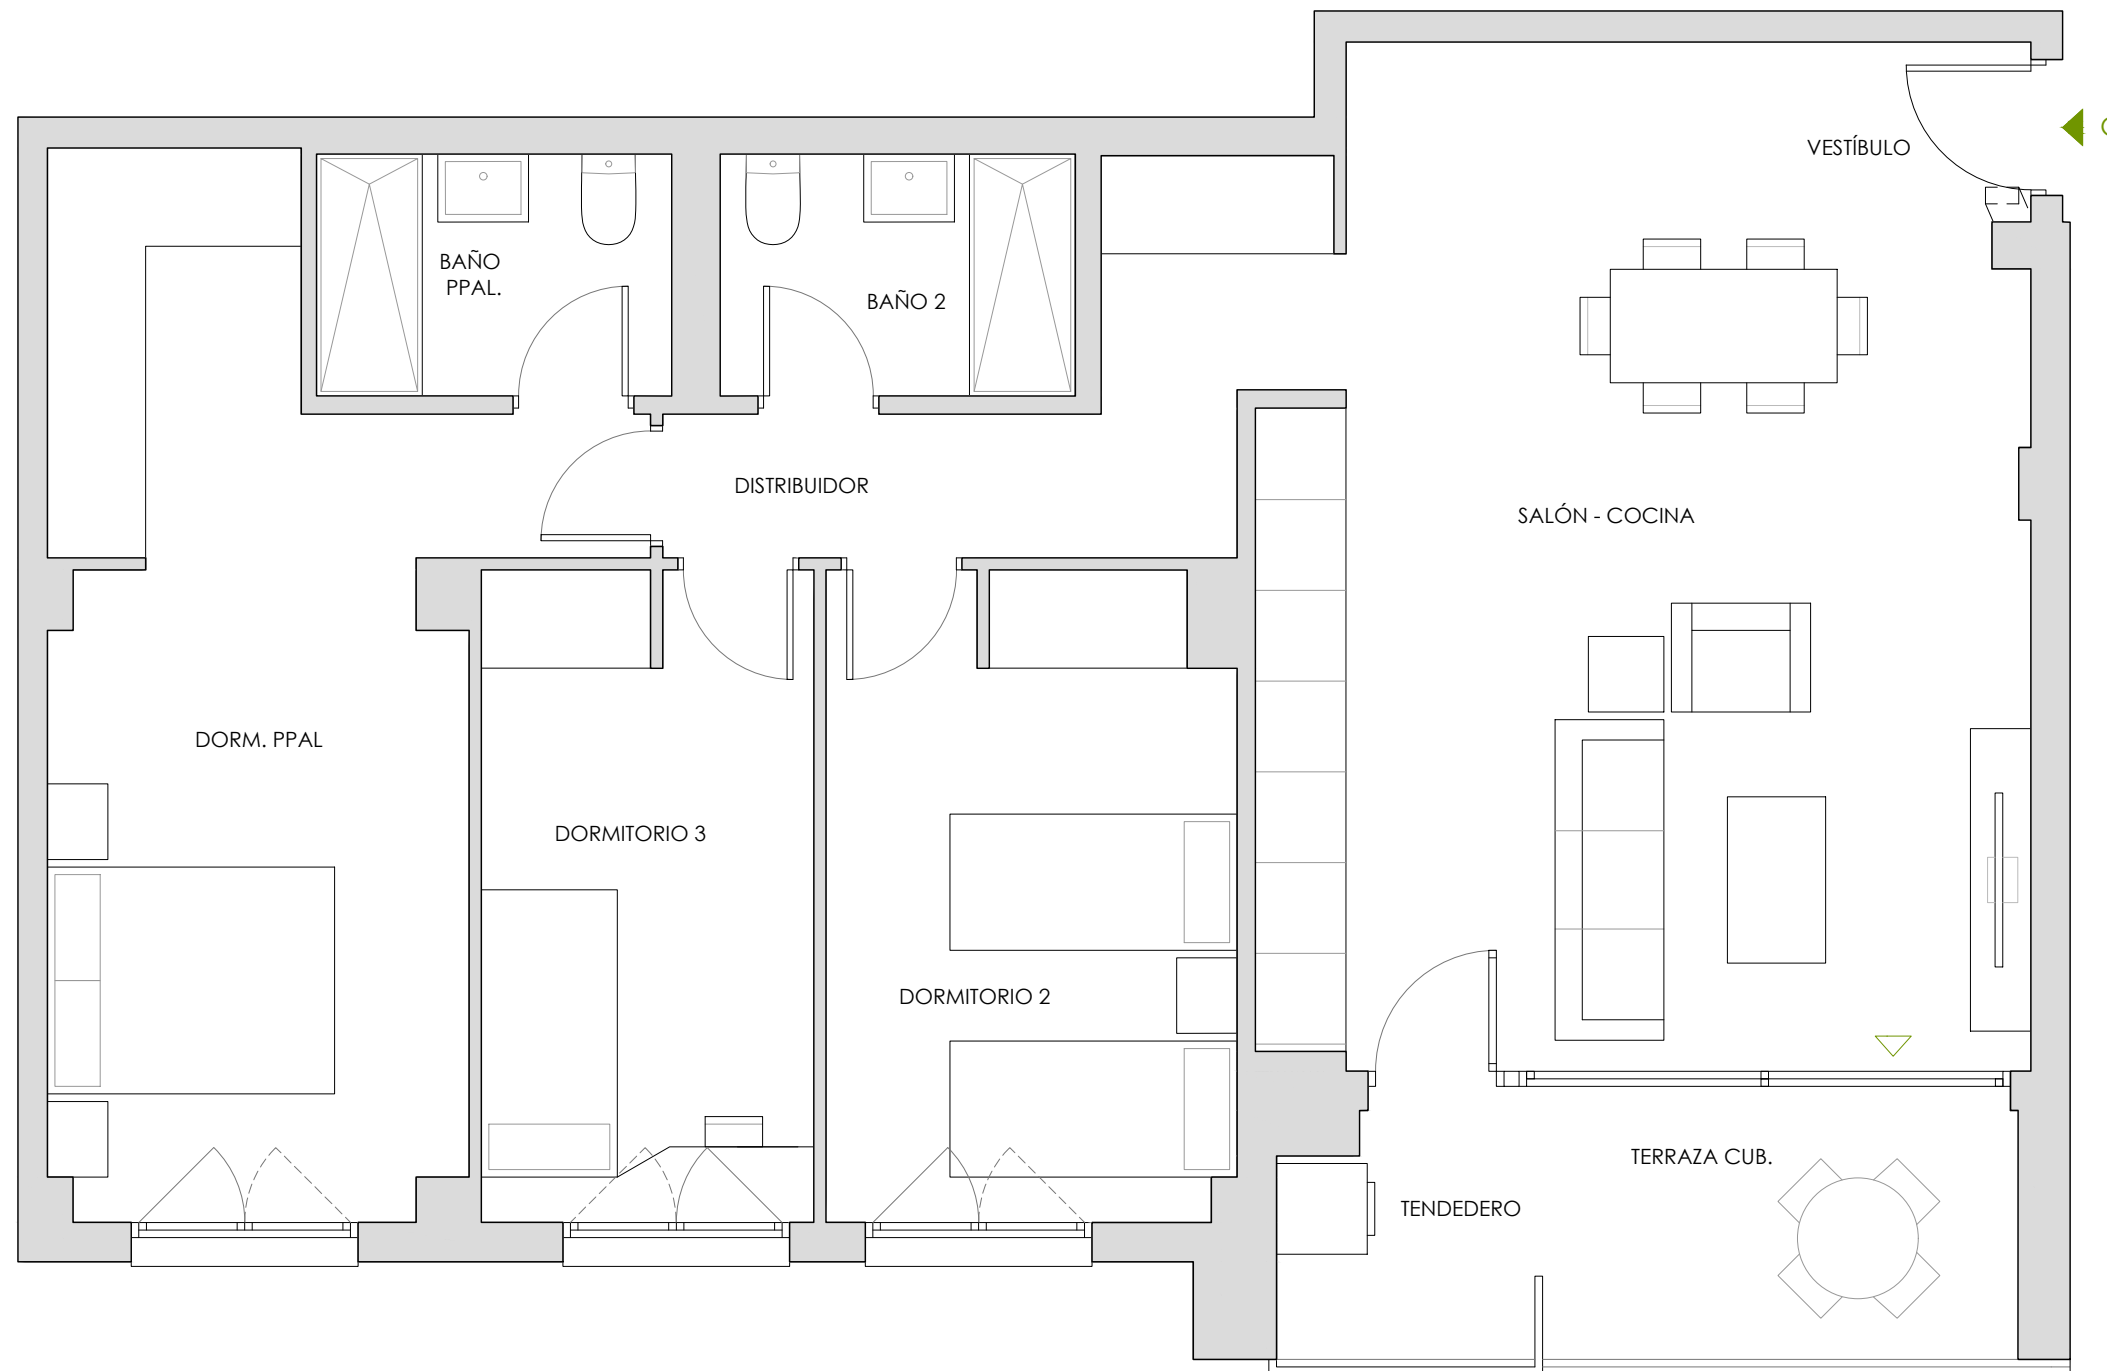 VESTÍBULO
BAÑO
PPAL.
BAÑO 2
DISTRIBUIDOR
SALÓN - COCINA
DORM. PPAL
DORMITORIO 3
DORMITORIO 2
TERRAZA CUB.
TENDEDERO